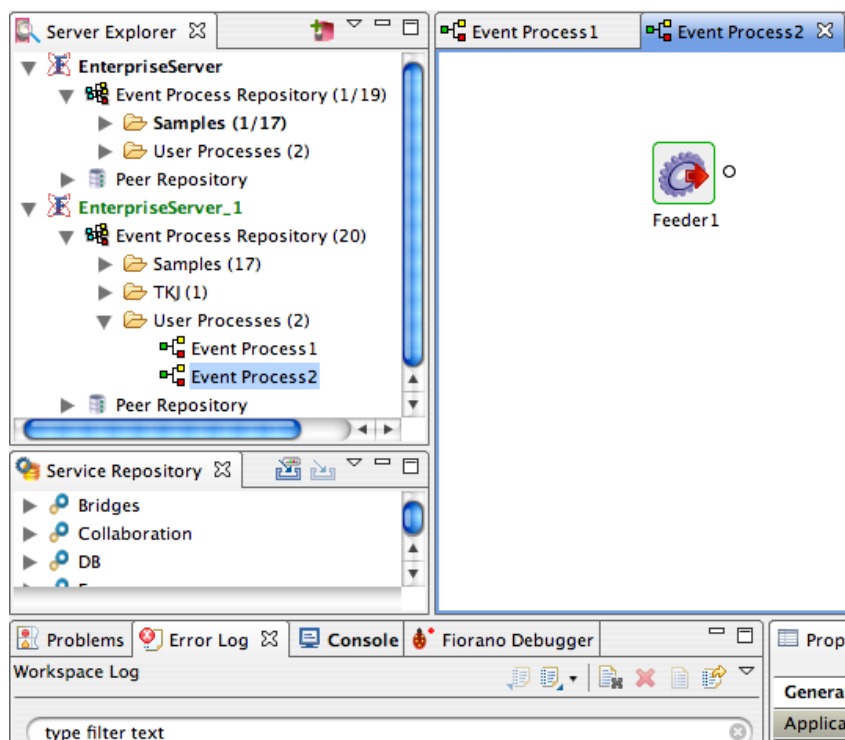 Server Explorer
EnterpriseServer
Event Process Repository (1/19)
Samples (1/17)
User Processes (2)
Peer Repository
EnterpriseServer_1
Event Process Repository (20)
Samples (17)
TKJ (1)
User Processes (2)
Event Process1
Event Process2
Peer Repository
Event Process1
Event Process2
Feeder1
Service Repository
Bridges
Collaboration
DB
Problems
Error Log
Console
Fiorano Debugger
Workspace Log
type filter text
Prop
Genera
Applica